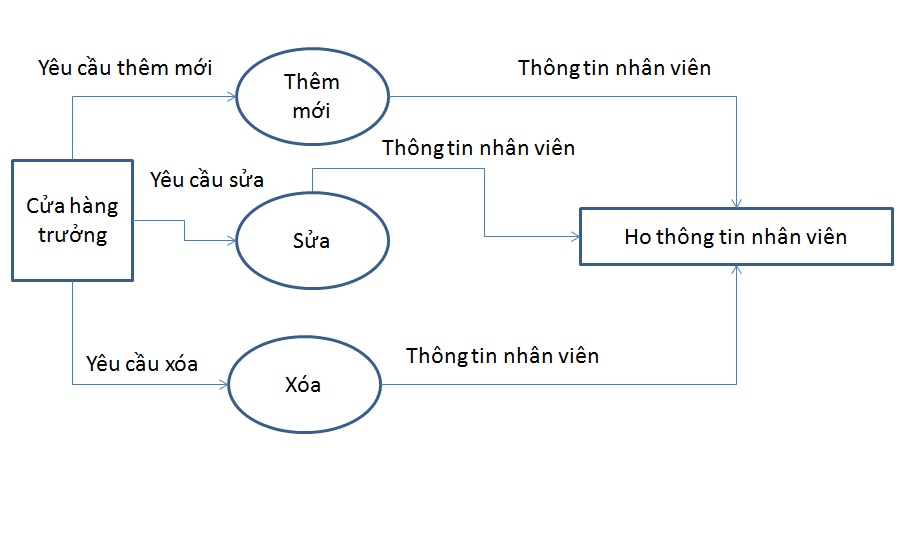 Yêu cầu thêm mới
Thêm
mới
Thông tin nhân viên
Thông tin nhân viên
Yêu cầu sửa
Cửa hàng
trưởng
Sửa
Ho thông tin nhân viên
Yêu cầu xóa
Xóa
Thông tin nhân viên